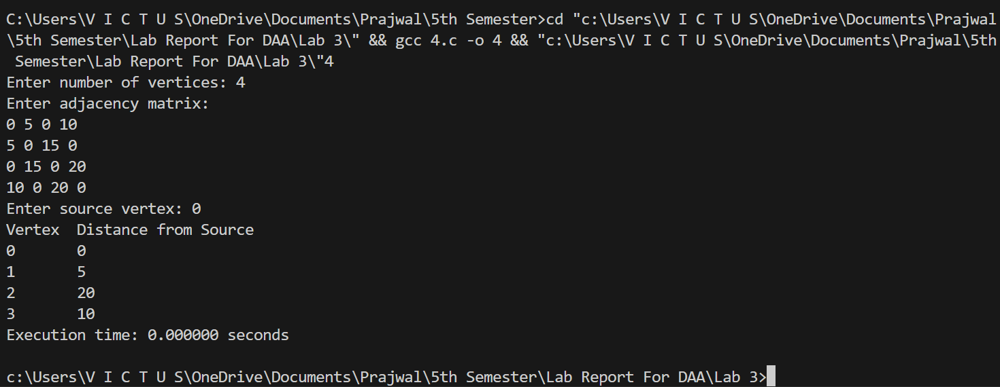 C:\Users\V I C T U S\OneDrive\Documents\Prajwal\5th Semester>cd "c:\Users\V I C T U S\OneDrive\Documents\Prajwal
\5th Semester\Lab Report For DAA\Lab 3\" && gcc 4.c -o 4 && "c:\Users\V I C T U S\OneDrive\Documents\Prajwal\5th
 Semester\Lab Report For DAA\Lab 3\"4
Enter number of vertices: 4
Enter adjacency matrix:
0 5 0 10
5 0 15 0
0 15 0 20
10 0 20 0
Enter source vertex: 0
Vertex  Distance from Source
0       0
1       5
2       20
3       10
Execution time: 0.000000 seconds

c:\Users\V I C T U S\OneDrive\Documents\Prajwal\5th Semester\Lab Report For DAA\Lab 3>